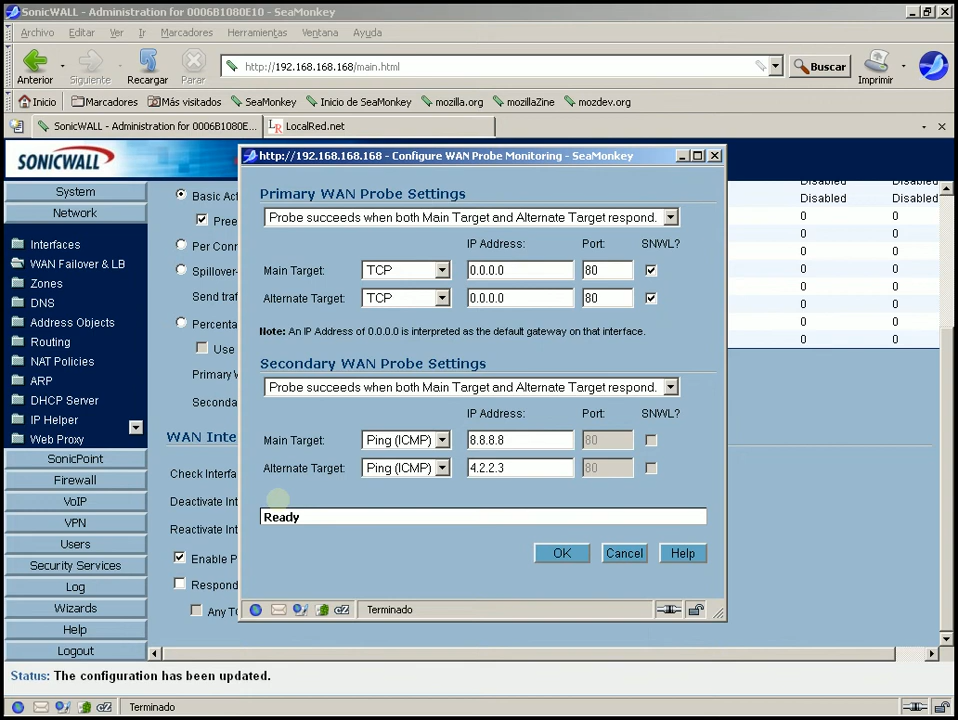 SonicWALL - Administration for 0006B1080E10 - SeaMonkey
Archivo Editar Ver Ir Marcadores Herramientas Ventana Ayuda
Anterior Siguiente Recargar Parar http://192.168.168.168/main.html Buscar Imprimir
Inicio Marcadores Más visitados SeaMonkey Inicio de SeaMonkey mozilla.org mozillaZine mozdev.org
SonicWALL - Administration for 0006B1080E... LR LocalRed.net
SONICWALL
http://192.168.168.168 - Configure WAN Probe Monitoring - SeaMonkey
System
Network
Interfaces
WAN Failover & LB
Zones
DNS
Address Objects
Routing
NAT Policies
ARP
DHCP Server
IP Helper
Web Proxy
SonicPoint
Firewall
VoIP
VPN
Users
Security Services
Log
Wizards
Help
Logout
Basic Act
Pree
Per Conn
Spillover-
Send traf
Percenta
Use
Primary W
Seconda
WAN Inte
Check Interfa
Deactivate Int
Reactivate Int
Enable P
Respond
Any TC
Primary WAN Probe Settings
Probe succeeds when both Main Target and Alternate Target respond.
IP Address: Port: SNWL?
Main Target: TCP 0.0.0.0 80
Alternate Target: TCP 0.0.0.0 80
Note: An IP Address of 0.0.0.0 is interpreted as the default gateway on that interface.
Secondary WAN Probe Settings
Probe succeeds when both Main Target and Alternate Target respond.
IP Address: Port: SNWL?
Main Target: Ping (ICMP) 8.8.8.8 80
Alternate Target: Ping (ICMP) 4.2.2.3 80
Ready
OK Cancel Help
Terminado
Disabled Disabled
Disabled Disabled
0 0
0 0
0 0
0 0
0 0
0 0
0 0
0 0
Status: The configuration has been updated.
Terminado